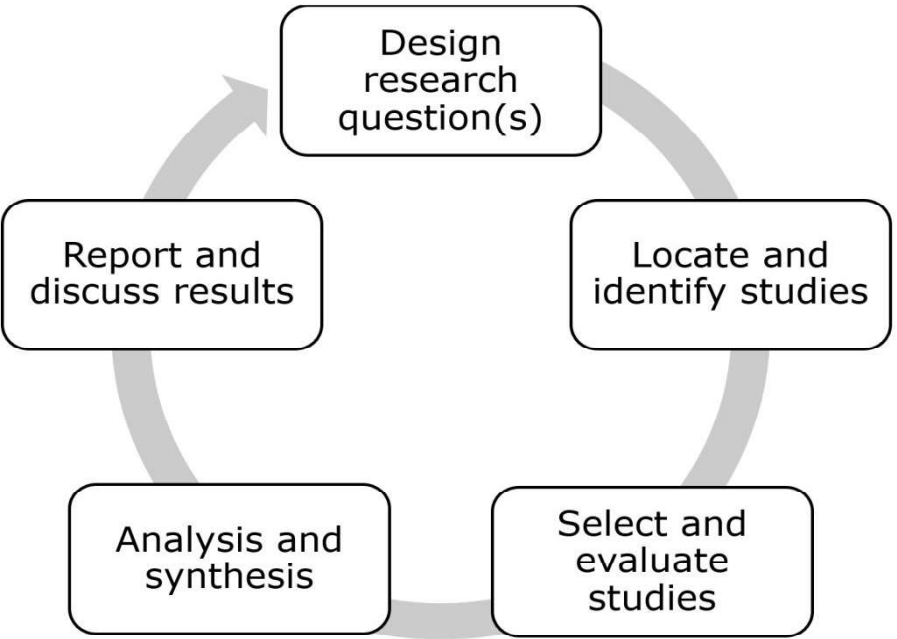 Design
research
question(s)
Locate and
identify studies
Select and
evaluate
studies
Analysis and
synthesis
Report and
discuss results